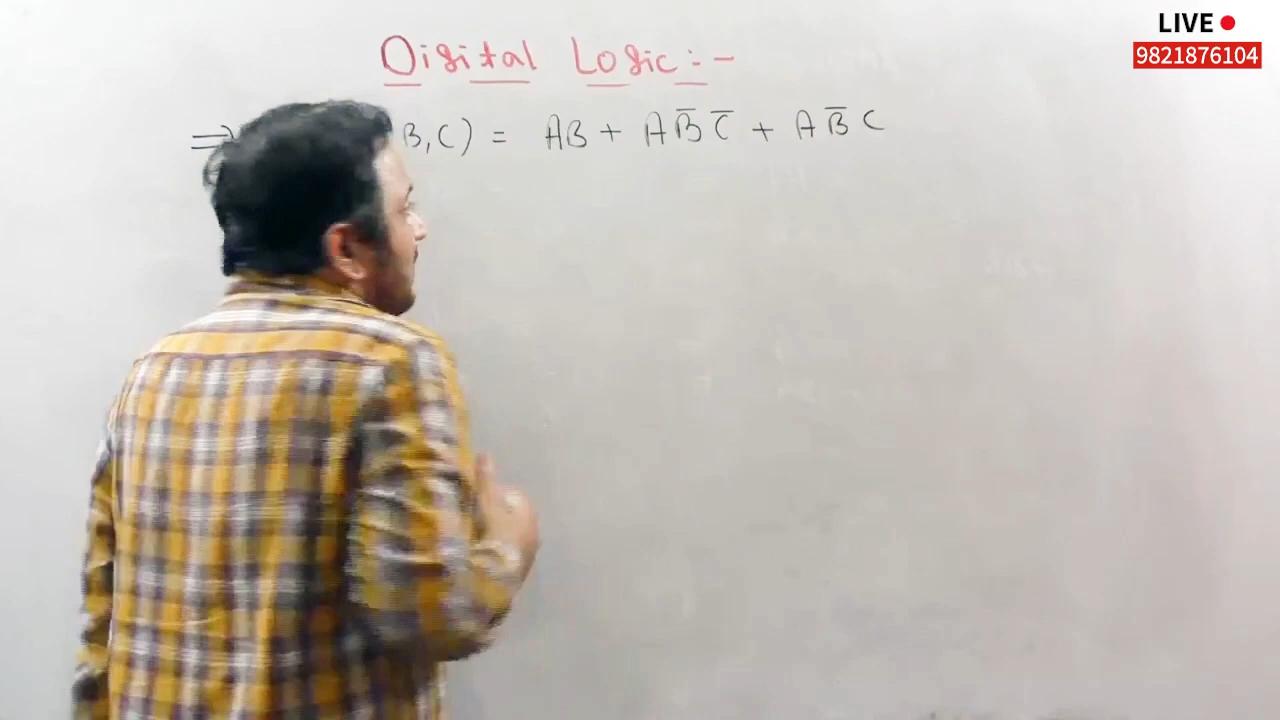 LIVE
9821876104
Digital Logic :-
⇒ B, C) = AB + AB̅ C̅ + AB̅ C